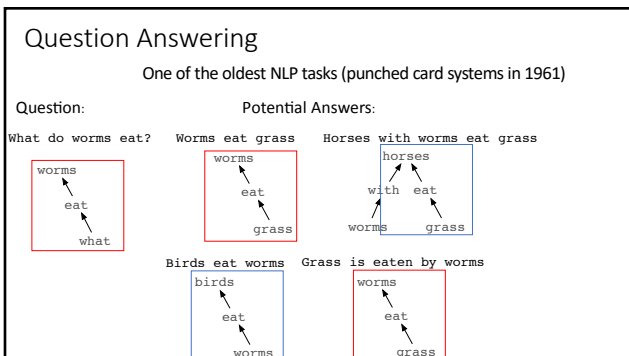 Question Answering
One of the oldest NLP tasks (punched card systems in 1961)
Question:
Potential Answers:
What do worms eat?
worms
eat
what
Worms eat grass
worms
eat
grass
Horses with worms eat grass
horses
with eat
worms grass
Birds eat worms
birds
eat
worms
Grass is eaten by worms
worms
eat
grass